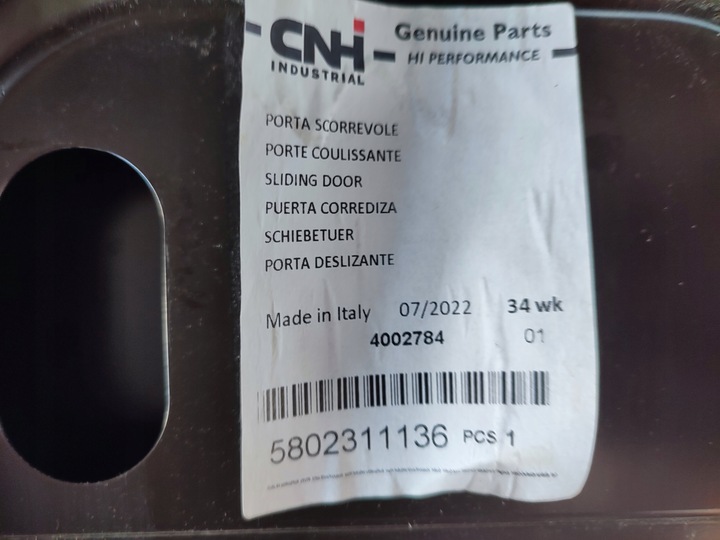 CNH
INDUSTRIAL
Genuine Parts
HI PERFORMANCE
PORTA SCORREVOLE
PORTE COULISSANTE
SLIDING DOOR
PUERTA CORREDIZA
SCHIEBETUER
PORTA DESLIZANTE
Made in Italy 07/2022 34 wk
4002784 01
5802311136 PCS 1